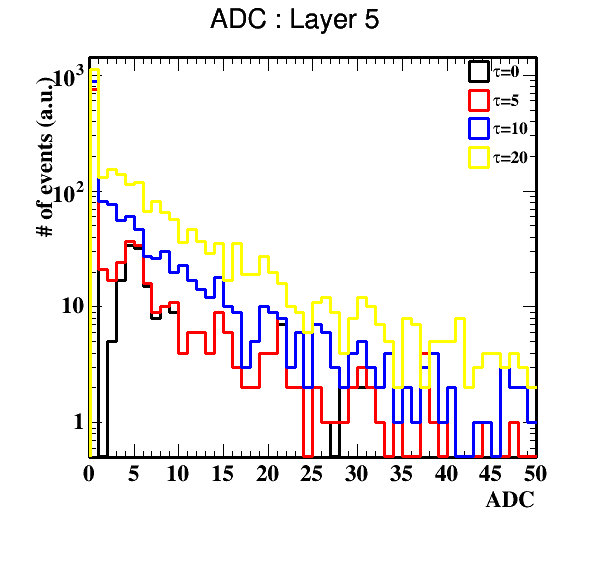 ADC : Layer 5
# of events (a.u.)
10³
10²
10
1
τ=0
τ=5
τ=10
τ=20
0 5 10 15 20 25 30 35 40 45 50
ADC